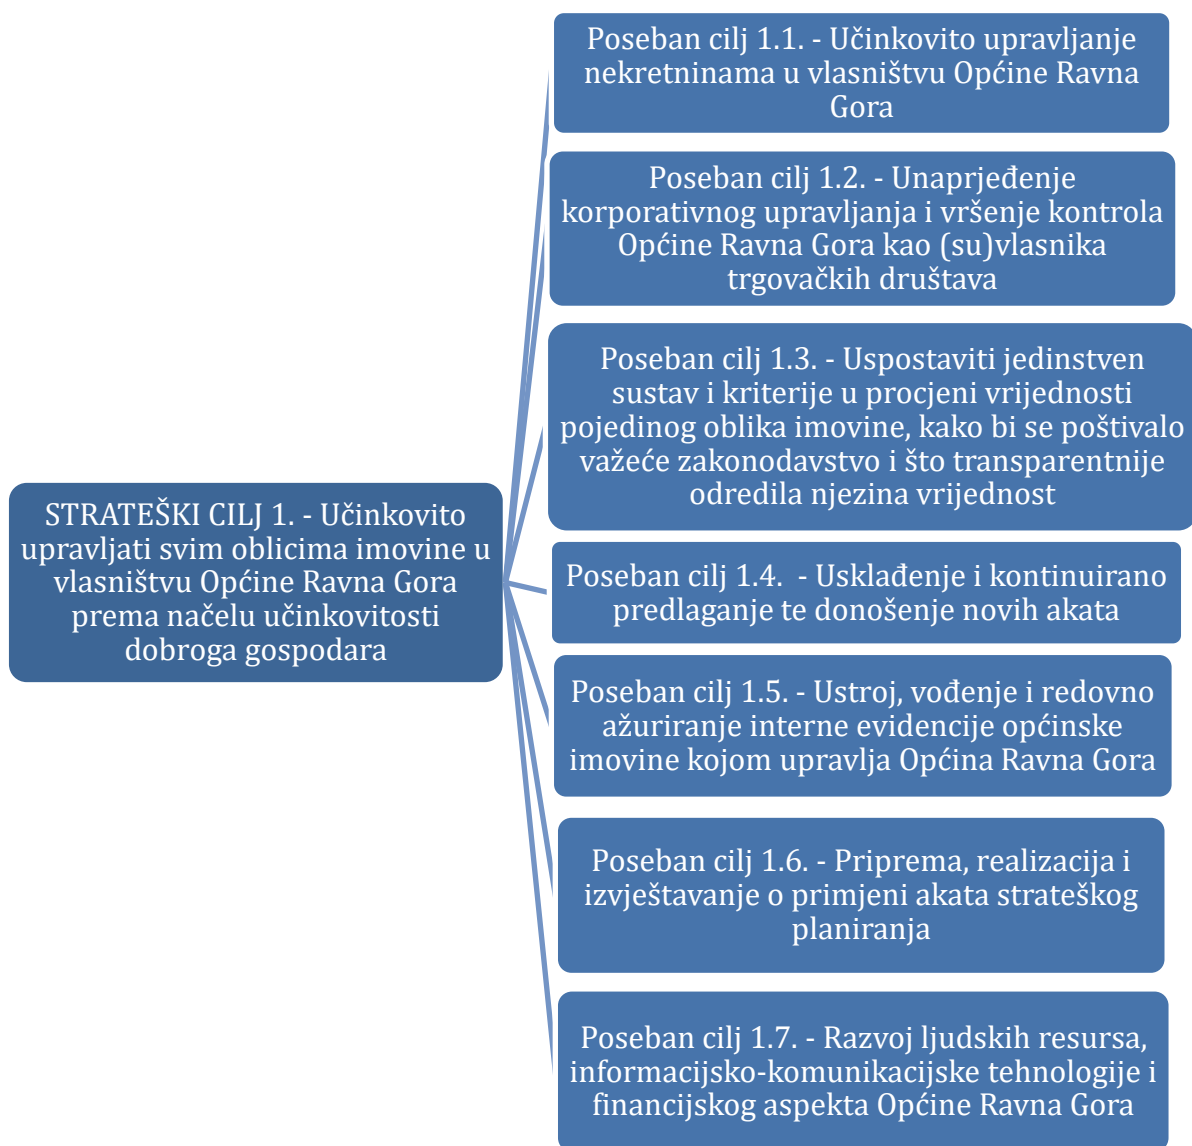 STRATEŠKI CILJ 1. - Učinkovito
upravljati svim oblicima imovine u
vlasništvu Općine Ravna Gora
prema načelu učinkovitosti
dobroga gospodara
Poseban cilj 1.1. - Učinkovito upravljanje
nekretninama u vlasništvu Općine Ravna
Gora
Poseban cilj 1.2. - Unaprjeđenje
korporativnog upravljanja i vršenje kontrola
Općine Ravna Gora kao (su)vlasnika
trgovačkih društava
Poseban cilj 1.3. - Uspostaviti jedinstven
sustav i kriterije u procjeni vrijednosti
pojedinog oblika imovine, kako bi se poštivalo
važeće zakonodavstvo i što transparentnije
odredila njezina vrijednost
Poseban cilj 1.4.  - Usklađenje i kontinuirano
predlaganje te donošenje novih akata
Poseban cilj 1.5. - Ustroj, vođenje i redovno
ažuriranje interne evidencije općinske
imovine kojom upravlja Općina Ravna Gora
Poseban cilj 1.6. - Priprema, realizacija i
izvještavanje o primjeni akata strateškog
planiranja
Poseban cilj 1.7. - Razvoj ljudskih resursa,
informacijsko-komunikacijske tehnologije i
financijskog aspekta Općine Ravna Gora